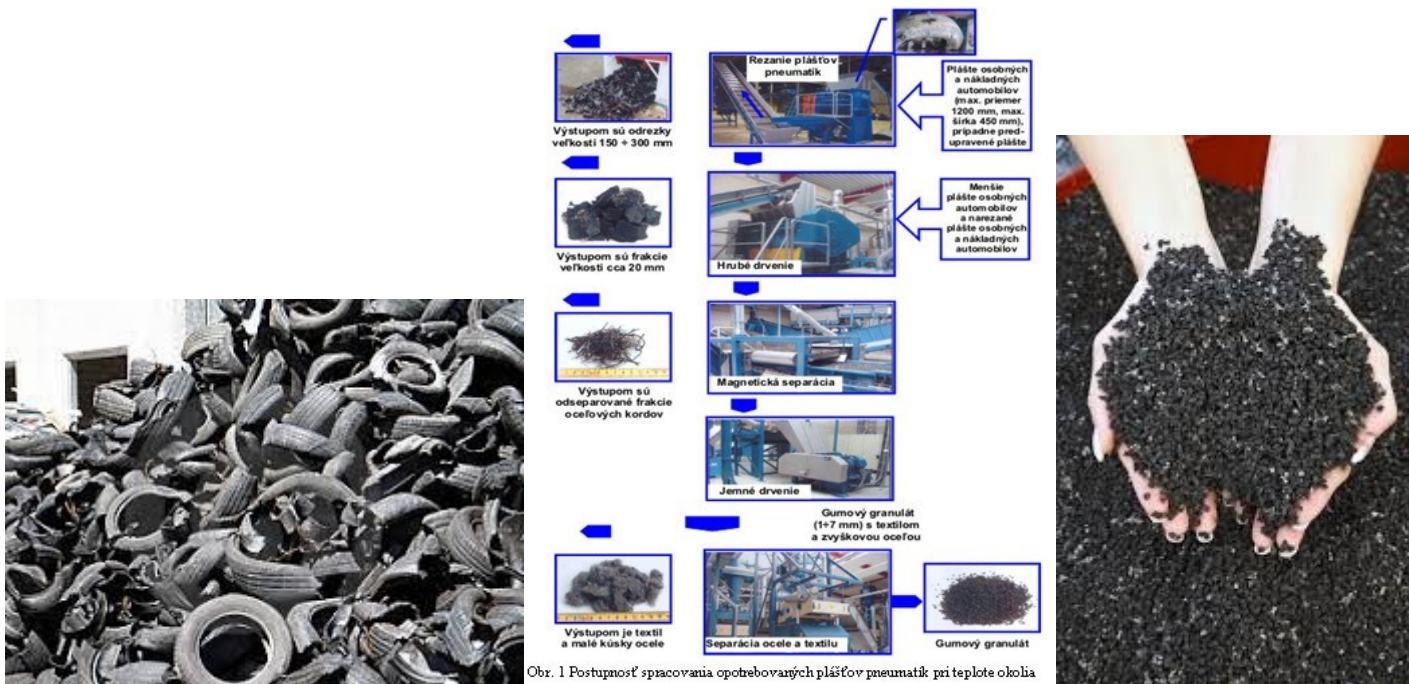 Rezanie plášťov
pneumatík
Plášte osobných
a nákladných
automobilov
(max. priemer
1200 mm, max.
šírka 450 mm),
prípadne pred-
upravené plášte
Výstupom sú odrezky
veľkosti 150 ÷ 300 mm
Menšie
plášte osobných
automobilov
a narezané
plášte osobných
a nákladných
automobilov
Hrubé drvenie
Výstupom sú frakcie
veľkosti cca 20 mm
Magnetická separácia
Výstupom sú
odseparované frakcie
oceľových kordov
Jemné drvenie
Gumový granulát
(1÷7 mm) s textilom
a zvyškovou oceľou
Výstupom je textil
a malé kúsky ocele
Separácia ocele a textilu
Gumový granulát
Obr. 1 Postupnosť spracovania opotrebovaných plášťov pneumatík pri teplote okolia